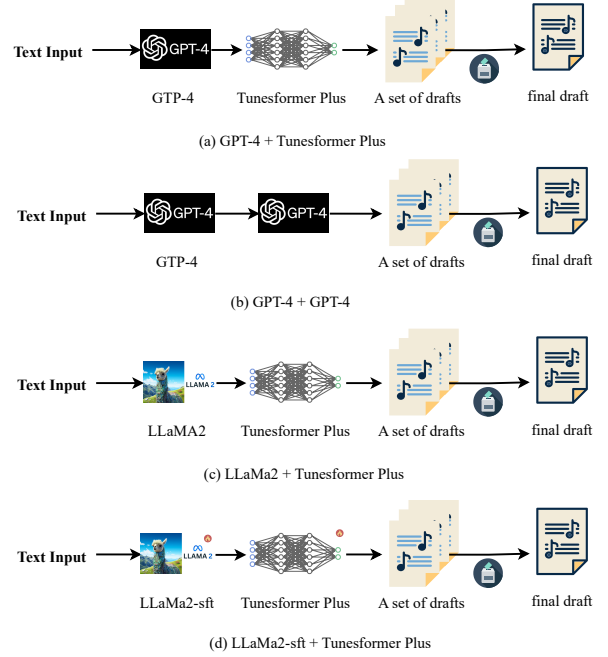 Text Input
GPT-4
GTP-4
Tunesformer Plus
A set of drafts
final draft
(a) GPT-4 + Tunesformer Plus
Text Input
GPT-4
GPT-4
GTP-4
A set of drafts
final draft
(b) GPT-4 + GPT-4
Text Input
LLAMA 2
LLaMA2
Tunesformer Plus
A set of drafts
final draft
(c) LLaMa2 + Tunesformer Plus
Text Input
LLAMA 2
LLaMa2-sft
Tunesformer Plus
A set of drafts
final draft
(d) LLaMa2-sft + Tunesformer Plus